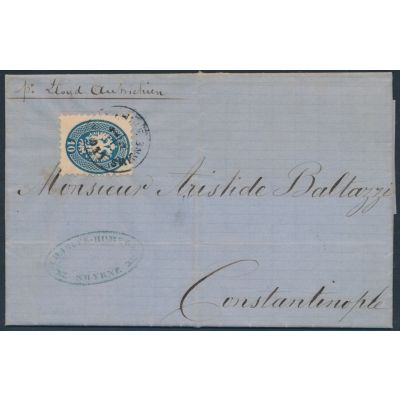 pr. Lloyd Autrichien
10
Monsieur Aristide Baltazzi
SMYRNE
Constantinople